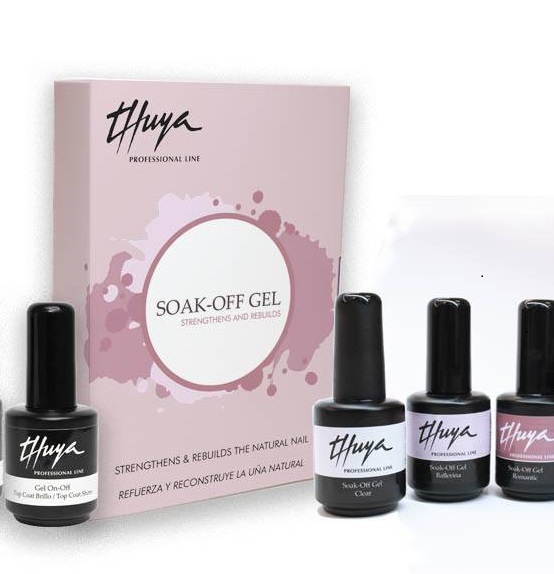 thuya
PROFESSIONAL LINE
SOAK-OFF GEL
STRENGTHENS AND REBUILDS
STRENGTHENS & REBUILDS THE NATURAL NAIL
REFUERZA Y RECONSTRUYE LA UÑA NATURAL
thuya
PROFESSIONAL LINE
Gel On-Off
Top Coat Brillo / Top Coat Shine
thuya
PROFESSIONAL LINE
Soak-Off Gel
Clear
thuya
PROFESSIONAL LINE
Soak-Off Gel
Ballerina
thuya
PROFESSIONAL LINE
Soak-Off Gel
Romantic